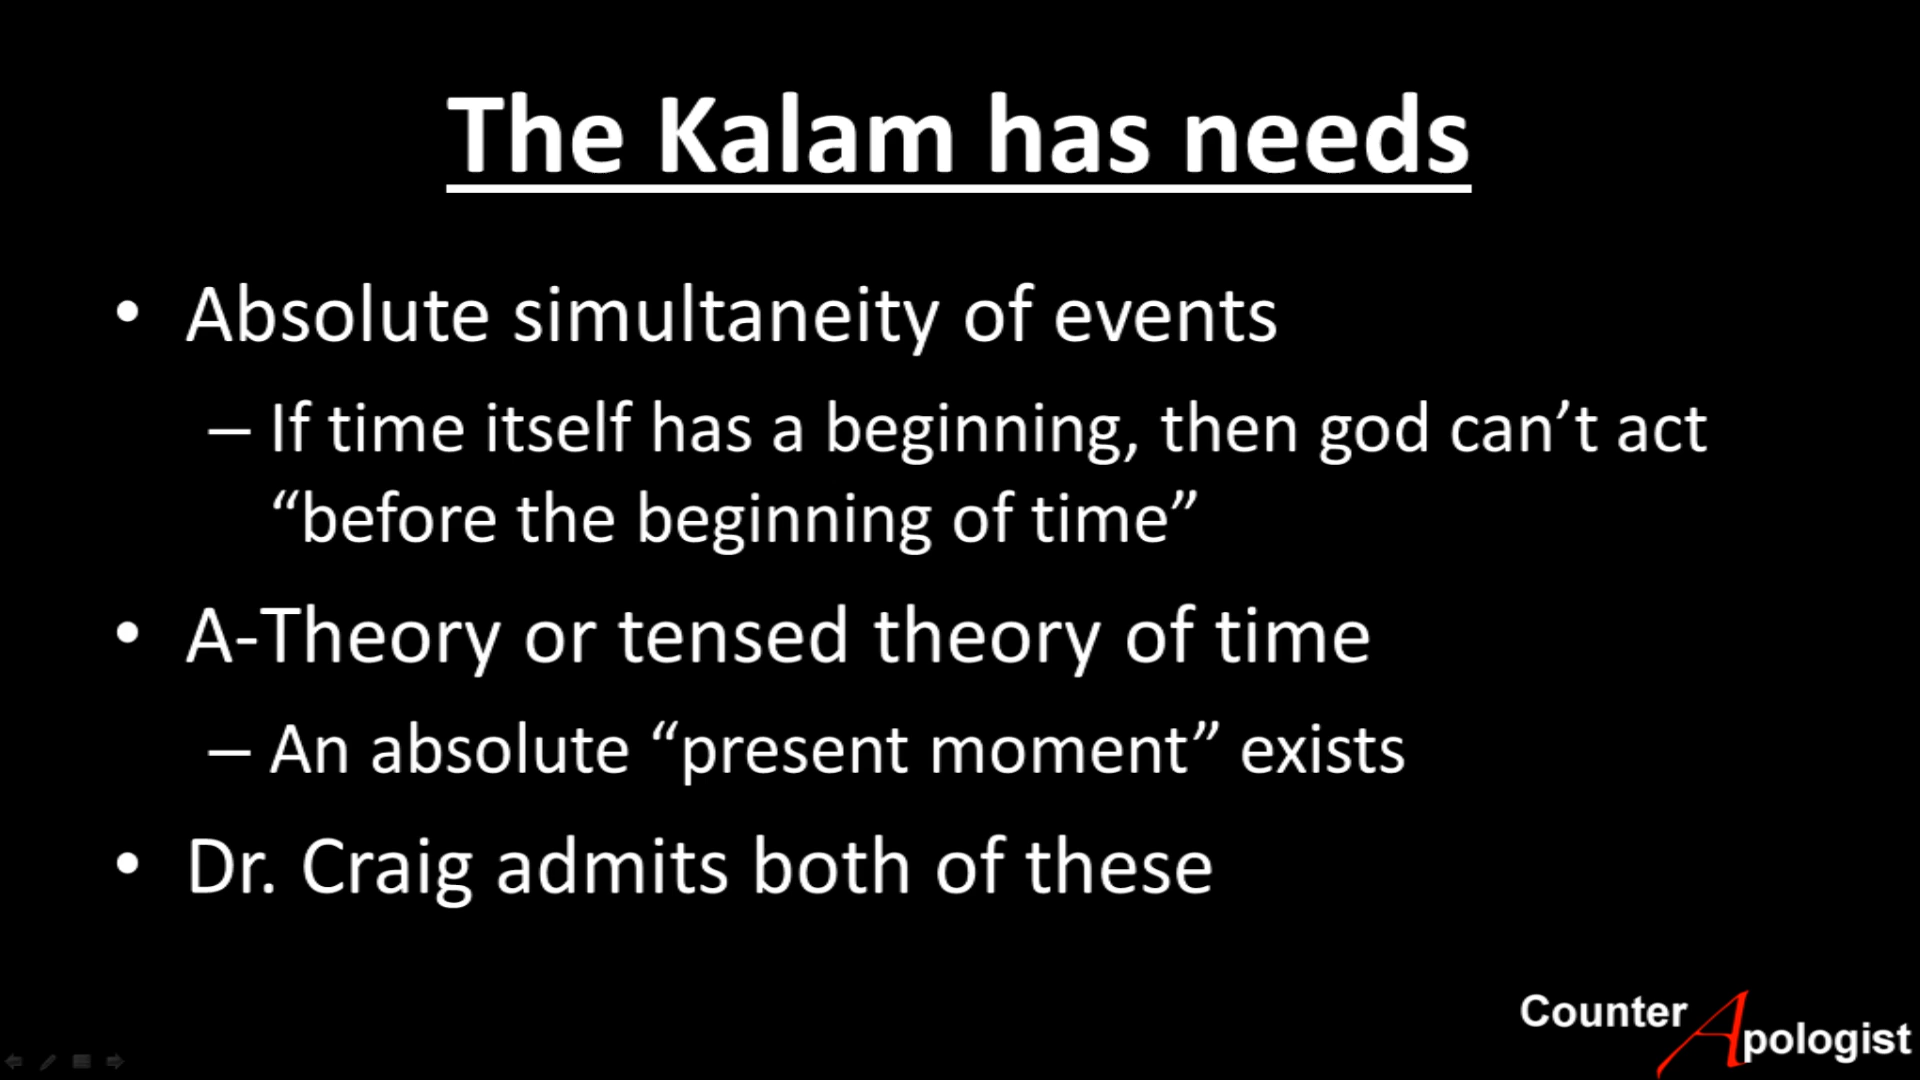 The Kalam has needs
• Absolute simultaneity of events
– If time itself has a beginning, then god can’t act
“before the beginning of time”
• A-Theory or tensed theory of time
– An absolute “present moment” exists
• Dr. Craig admits both of these
Counter
Apologist